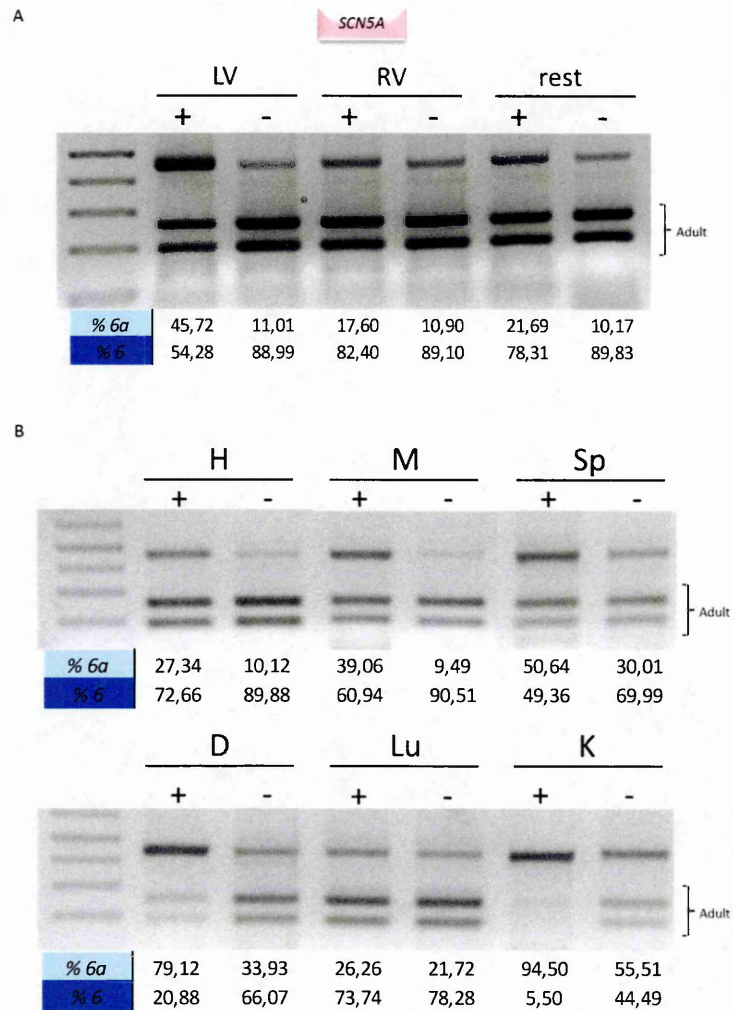 A
SCN5A
LV RV rest
+ - + - + -
Adult
% 6a 45,72 11,01 17,60 10,90 21,69 10,17
% 6 54,28 88,99 82,40 89,10 78,31 89,83
B
H M Sp
+ - + - + -
Adult
% 6a 27,34 10,12 39,06 9,49 50,64 30,01
% 6 72,66 89,88 60,94 90,51 49,36 69,99
D Lu K
+ - + - + -
Adult
% 6a 79,12 33,93 26,26 21,72 94,50 55,51
% 6 20,88 66,07 73,74 78,28 5,50 44,49